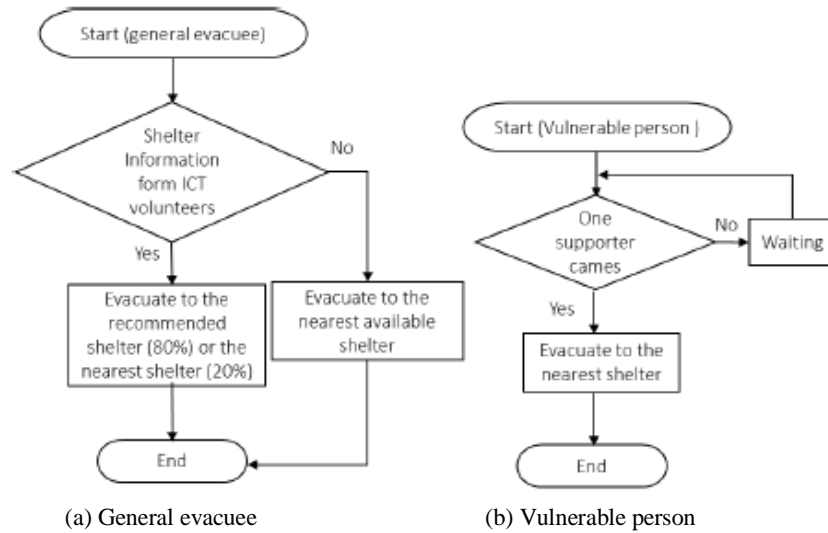 Start (general evacuee)
Shelter
Information
form ICT
volunteers
No
Yes
Evacuate to the
recommended
shelter (80%) or the
nearest shelter (20%)
Evacuate to the
nearest available
shelter
End
(a) General evacuee
Start (Vulnerable person )
One
supporter
cames
No
Waiting
Yes
Evacuate to the
nearest shelter
End
(b) Vulnerable person